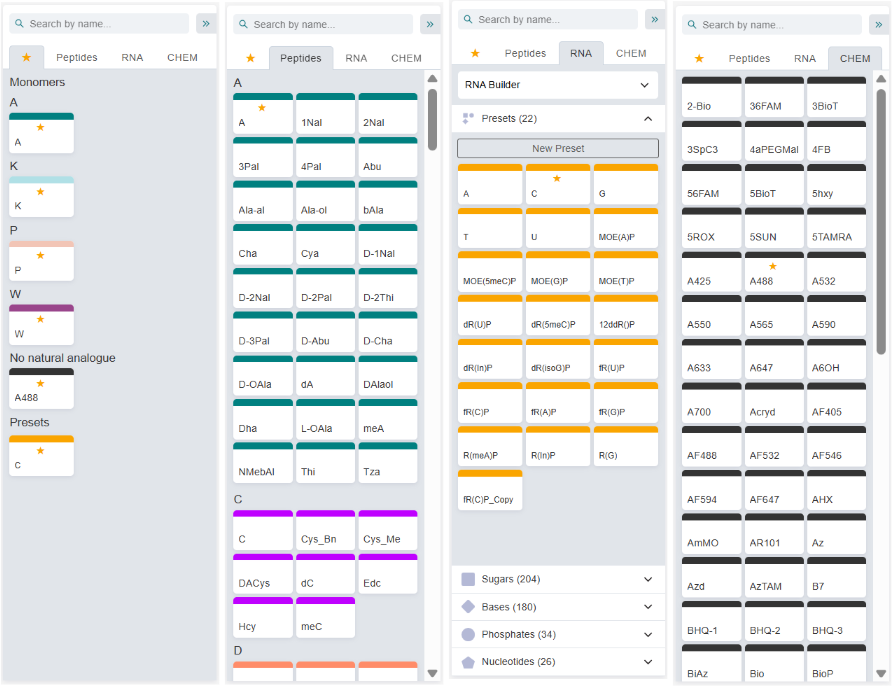 Search by name...
»
★ Peptides RNA CHEM
Monomers
A
★
A
K
★
K
P
★
P
W
★
W
No natural analogue
★
A488
Presets
★
C
Search by name...
»
★ Peptides RNA CHEM
A
★
A 1Nal 2Nal
3Pal 4Pal Abu
Ala-al Ala-ol bAla
Cha Cya D-1Nal
D-2Nal D-2Pal D-2Thi
D-3Pal D-Abu D-Cha
D-OAla dA DAlaol
Dha L-OAla meA
NMebAl Thi Tza
C
C Cys_Bn Cys_Me
DACys dC Edc
Hcy meC
D
Search by name...
»
★ Peptides RNA CHEM
RNA Builder
Presets (22)
New Preset
★
A C G
T U MOE(A)P
MOE(5meC)P MOE(G)P MOE(T)P
dR(U)P dR(5meC)P 12ddR()P
dR(In)P dR(isoG)P fR(U)P
fR(C)P fR(A)P fR(G)P
R(meA)P R(In)P R(G)
fR(C)P_Copy
Sugars (204)
Bases (180)
Phosphates (34)
Nucleotides (26)
Search by name...
»
★ Peptides RNA CHEM
2-Bio 36FAM 3BioT
3SpC3 4aPEGMal 4FB
56FAM 5BioT 5hxy
5ROX 5SUN 5TAMRA
★
A425 A488 A532
A550 A565 A590
A633 A647 A6OH
A700 Acryd AF405
AF488 AF532 AF546
AF594 AF647 AHX
AmMO AR101 Az
Azd AzTAM B7
BHQ-1 BHQ-2 BHQ-3
BiAz Bio BioP